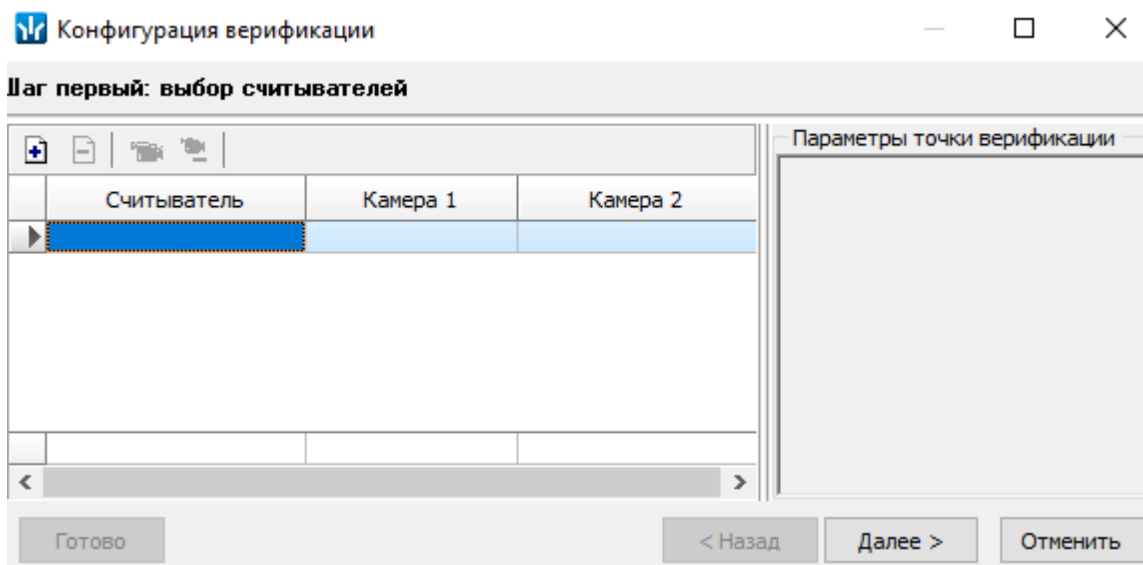 Конфигурация верификации
Шаг первый: выбор считывателей
Параметры точки верификации
Считыватель Камера 1 Камера 2
Готово < Назад Далее > Отменить